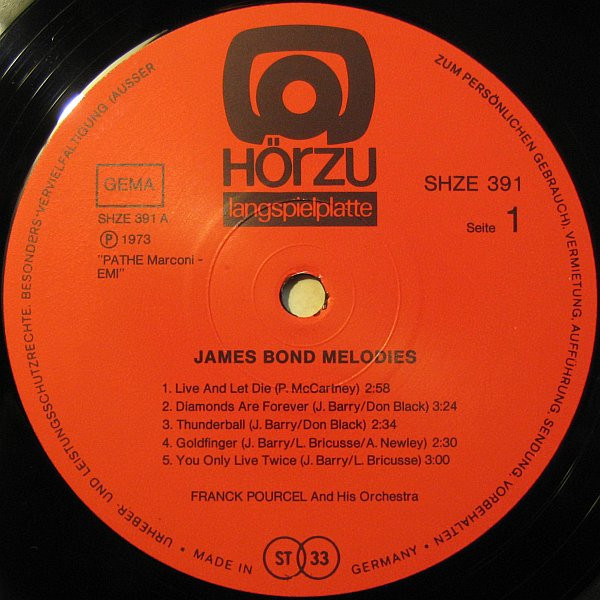 HÖRZU
langspielplatte
GEMA
SHZE 391 A
Ⓟ 1973
"PATHE Marconi -
EMI"
SHZE 391
Seite 1
JAMES BOND MELODIES
1. Live And Let Die (P. McCartney) 2:58
2. Diamonds Are Forever (J. Barry/Don Black) 3:24
3. Thunderball (J. Barry/Don Black) 2:34
4. Goldfinger (J. Barry/L. Bricusse/A. Newley) 2:30
5. You Only Live Twice (J. Barry/L. Bricusse) 3:00
FRANCK POURCEL And His Orchestra
URHEBER- UND LEISTUNGSSCHUTZRECHTE. BESONDERS VERVIELFÄLTIGUNG (AUSSER ZUM PERSÖNLICHEN GEBRAUCH), VERMIETUNG, AUFFÜHRUNG, SENDUNG, VORBEHALTEN
• MADE IN ST 33 GERMANY •